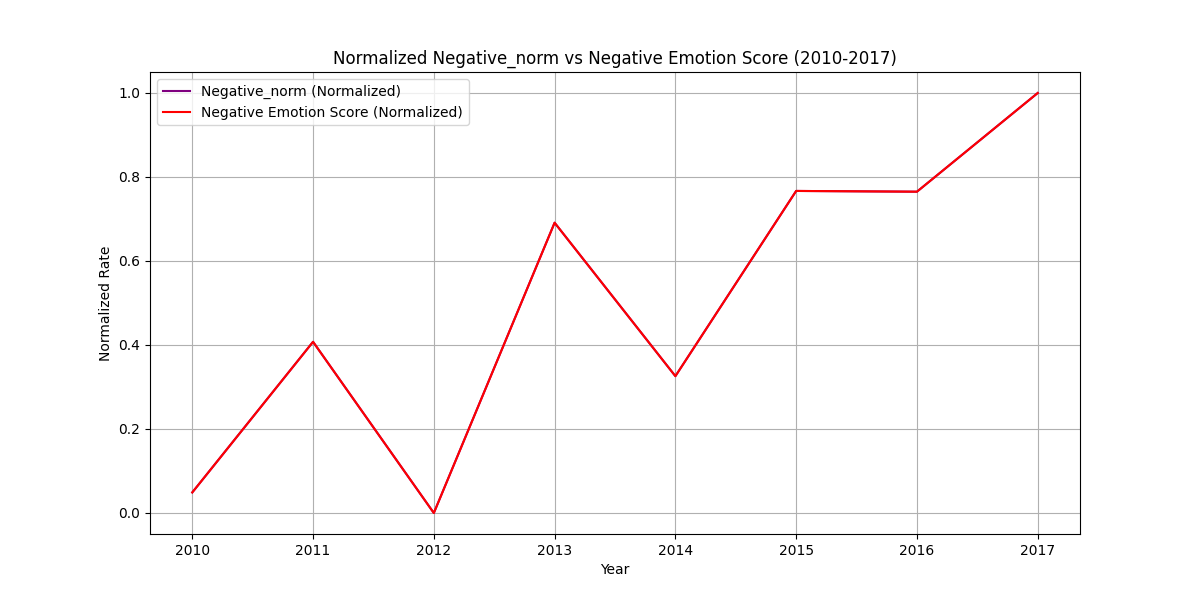 Normalized Negative_norm vs Negative Emotion Score (2010-2017)
Negative_norm (Normalized)
Negative Emotion Score (Normalized)
1.0
0.8
0.6
0.4
0.2
0.0
Normalized Rate
2010 2011 2012 2013 2014 2015 2016 2017
Year